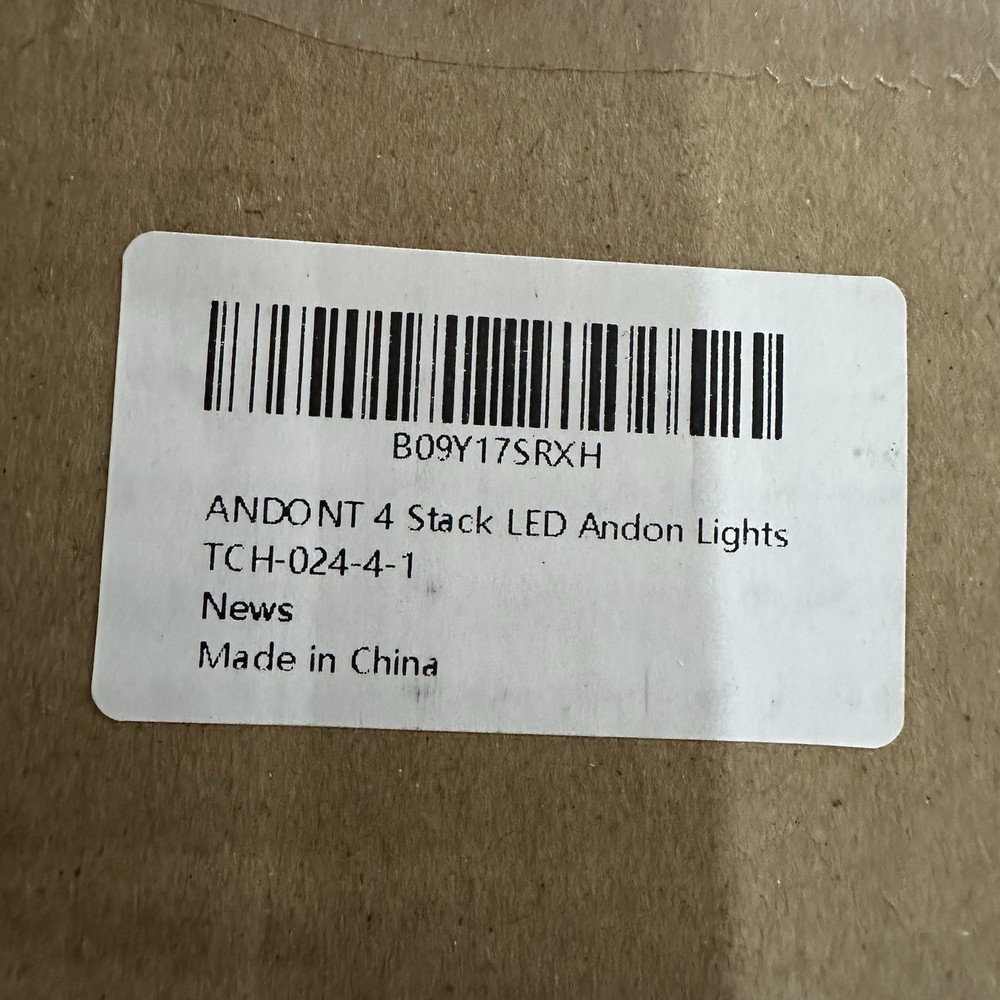 B09Y17SRXH
ANDONT 4 Stack LED Andon Lights
TCH-024-4-1
News
Made in China